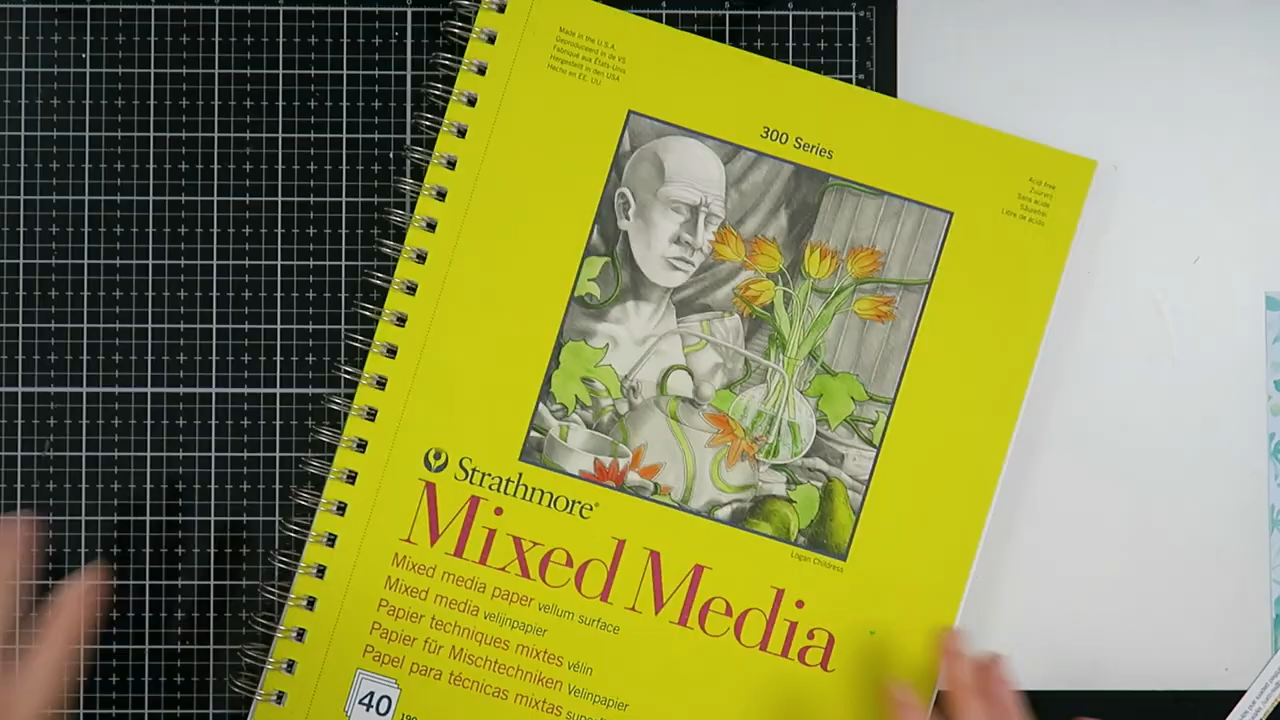 Made in the U.S.A.
Geproduceerd in de VS
Fabriqué aux États-Unis
Hergestellt in den USA
Hecho en EE. UU.
300 Series
Acid free
Zuurvrij
Sans acide
Säurefrei
Libre de ácido
Logan Childress
Strathmore®
Mixed Media
Mixed media paper vellum surface
Mixed media velijnpapier
Papier techniques mixtes vélin
Papier für Mischtechniken Velinpapier
Papel para técnicas mixtas
40